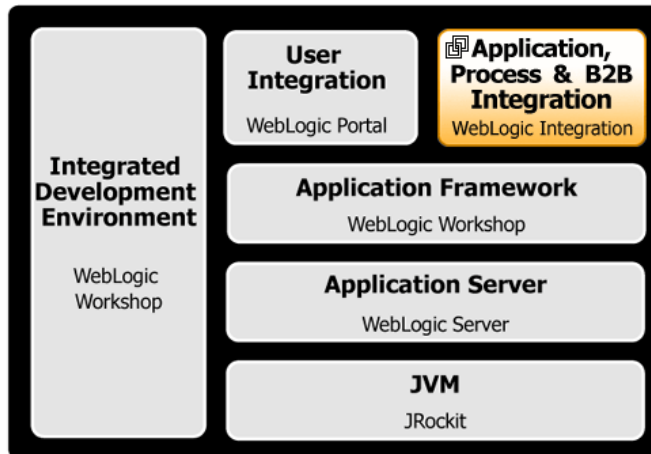 Integrated
Development
Environment
WebLogic
Workshop
User
Integration
WebLogic Portal
Application,
Process & B2B
Integration
WebLogic Integration
Application Framework
WebLogic Workshop
Application Server
WebLogic Server
JVM
JRockit